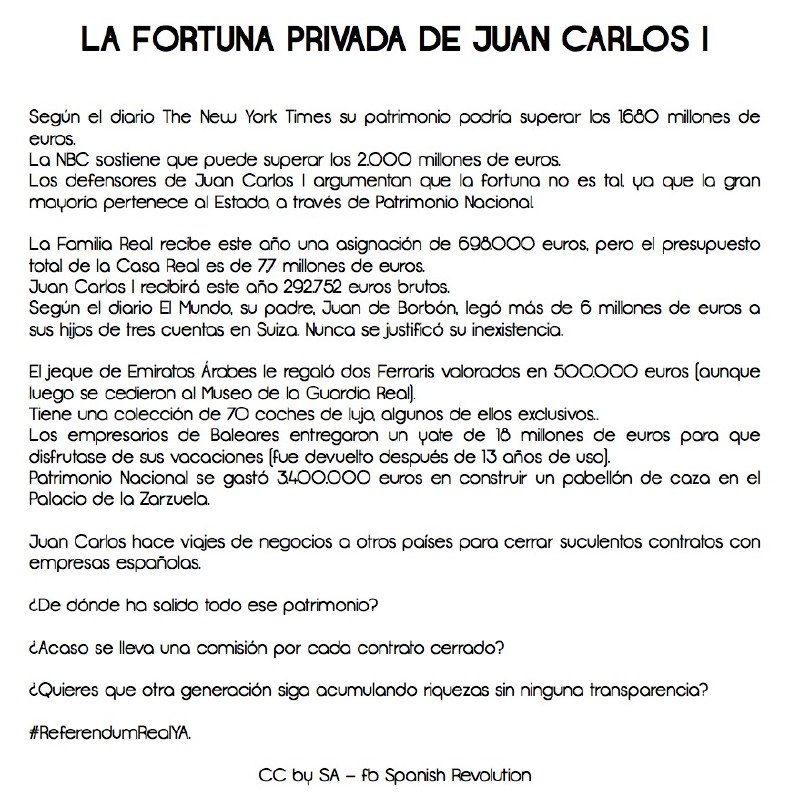 LA FORTUNA PRIVADA DE JUAN CARLOS I
Según el diario The New York Times su patrimonio podría superar los 1680 millones de
euros.
La NBC sostiene que puede superar los 2.000 millones de euros.
Los defensores de Juan Carlos I argumentan que la fortuna no es tal, ya que la gran
mayoría pertenece al Estado, a través de Patrimonio Nacional.
La Familia Real recibe este año una asignación de 698.000 euros, pero el presupuesto
total de la Casa Real es de 7,7 millones de euros.
Juan Carlos I recibirá este año 292.752 euros brutos.
Según el diario El Mundo, su padre, Juan de Borbón, legó más de 6 millones de euros a
sus hijos de tres cuentas en Suiza. Nunca se justificó su inexistencia.
El jeque de Emiratos Árabes le regaló dos Ferraris valorados en 500.000 euros (aunque
luego se cedieron al Museo de la Guardia Real).
Tiene una colección de 70 coches de lujo, algunos de ellos exclusivos..
Los empresarios de Baleares entregaron un yate de 18 millones de euros para que
disfrutase de sus vacaciones (fue devuelto después de 13 años de uso).
Patrimonio Nacional se gastó 3.400.000 euros en construir un pabellón de caza en el
Palacio de la Zarzuela.
Juan Carlos hace viajes de negocios a otros países para cerrar suculentos contratos con
empresas españolas.
¿De dónde ha salido todo ese patrimonio?
¿Acaso se lleva una comisión por cada contrato cerrado?
¿Quieres que otra generación siga acumulando riquezas sin ninguna transparencia?
#ReferendumRealYA.
CC by SA – fb Spanish Revolution